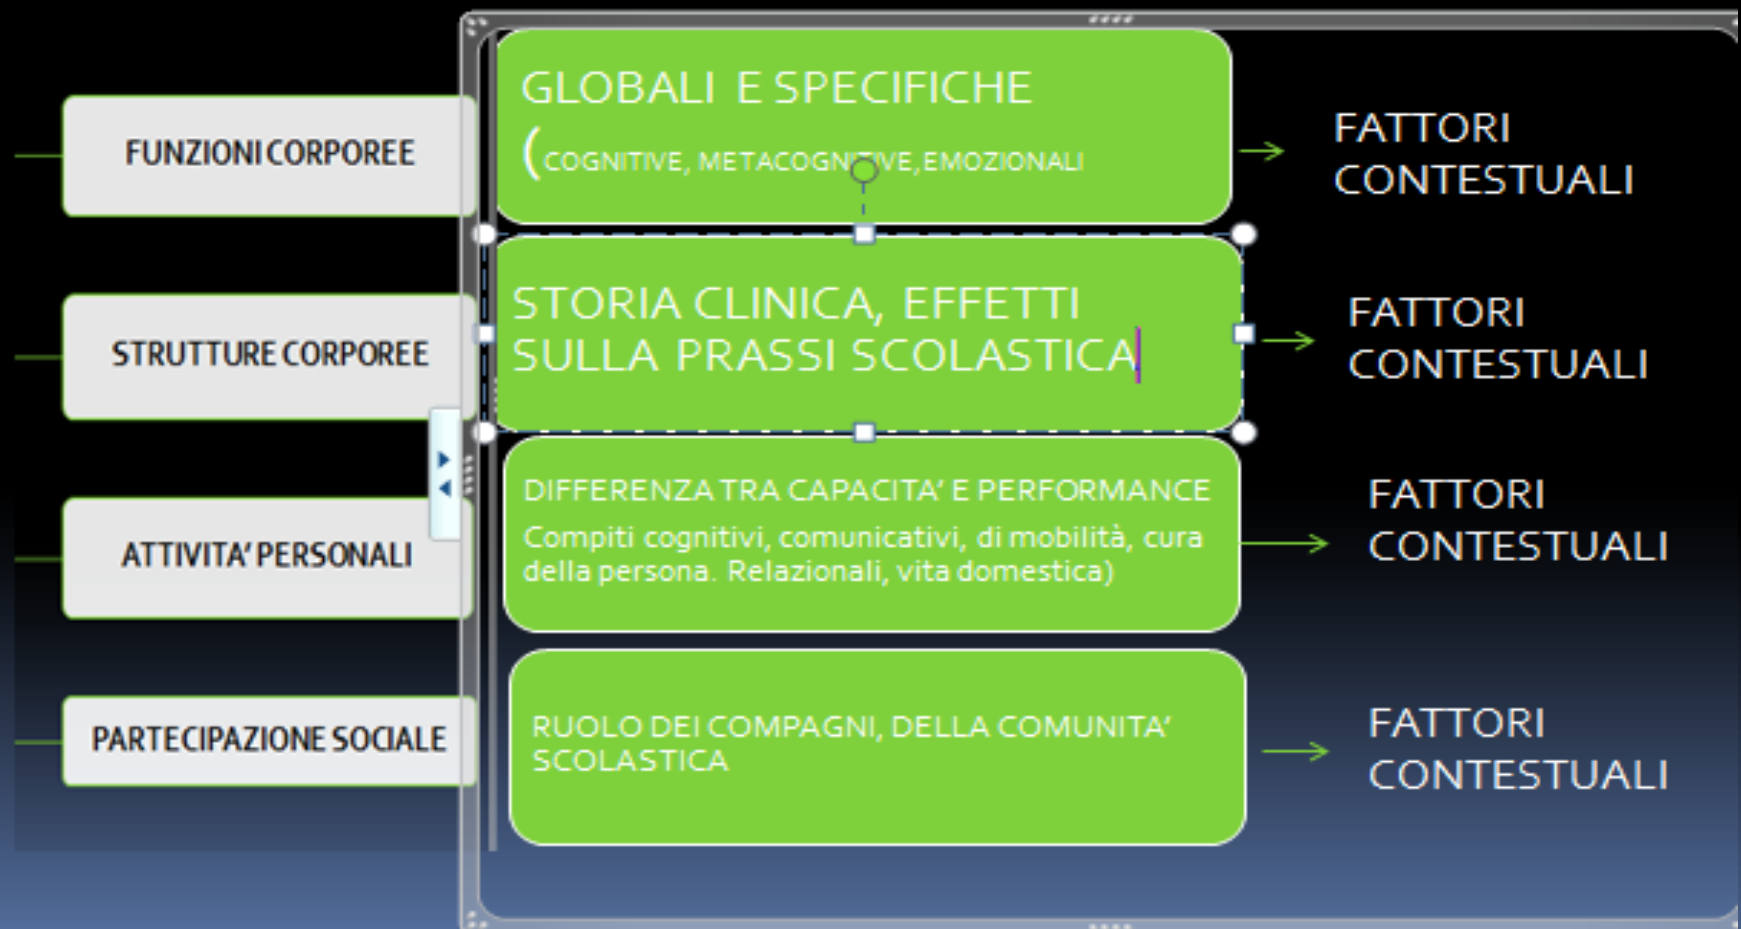 FUNZIONI CORPOREE
GLOBALI E SPECIFICHE
(COGNITIVE, METACOGNITIVE, EMOZIONALI
FATTORI
CONTESTUALI
STRUTTURE CORPOREE
STORIA CLINICA, EFFETTI
SULLA PRASSI SCOLASTICA
FATTORI
CONTESTUALI
ATTIVITA' PERSONALI
DIFFERENZA TRA CAPACITA' E PERFORMANCE
Compiti cognitivi, comunicativi, di mobilità, cura
della persona. Relazionali, vita domestica)
FATTORI
CONTESTUALI
PARTECIPAZIONE SOCIALE
RUOLO DEI COMPAGNI, DELLA COMUNITA'
SCOLASTICA
FATTORI
CONTESTUALI